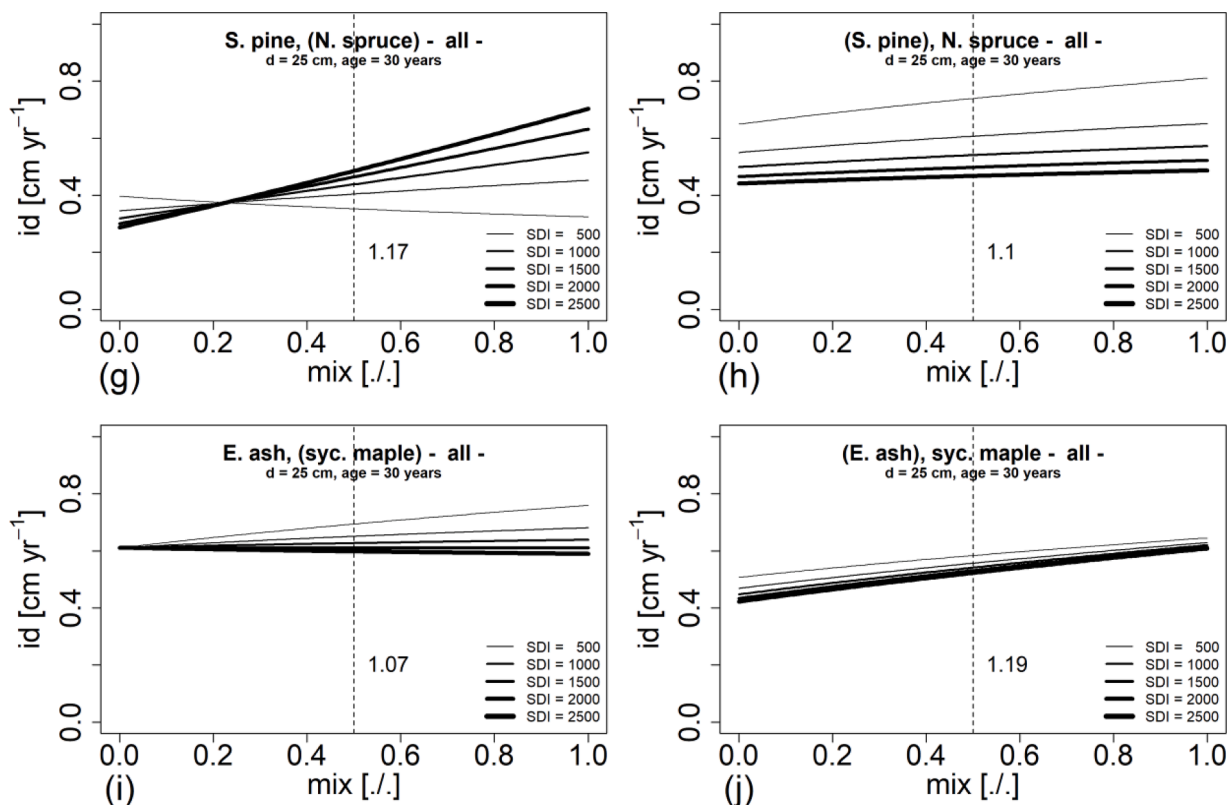 S. pine, (N. spruce) - all -
d = 25 cm, age = 30 years
id [cm yr⁻¹]
0.8
0.4
0.0
1.17
SDI = 500
SDI = 1000
SDI = 1500
SDI = 2000
SDI = 2500
0.0 0.2 0.4 0.6 0.8 1.0
mix [./.]
(g)
(S. pine), N. spruce - all -
d = 25 cm, age = 30 years
id [cm yr⁻¹]
0.8
0.4
0.0
1.1
SDI = 500
SDI = 1000
SDI = 1500
SDI = 2000
SDI = 2500
0.0 0.2 0.4 0.6 0.8 1.0
mix [./.]
(h)
E. ash, (syc. maple) - all -
d = 25 cm, age = 30 years
id [cm yr⁻¹]
0.8
0.4
0.0
1.07
SDI = 500
SDI = 1000
SDI = 1500
SDI = 2000
SDI = 2500
0.0 0.2 0.4 0.6 0.8 1.0
mix [./.]
(i)
(E. ash), syc. maple - all -
d = 25 cm, age = 30 years
id [cm yr⁻¹]
0.8
0.4
0.0
1.19
SDI = 500
SDI = 1000
SDI = 1500
SDI = 2000
SDI = 2500
0.0 0.2 0.4 0.6 0.8 1.0
mix [./.]
(j)